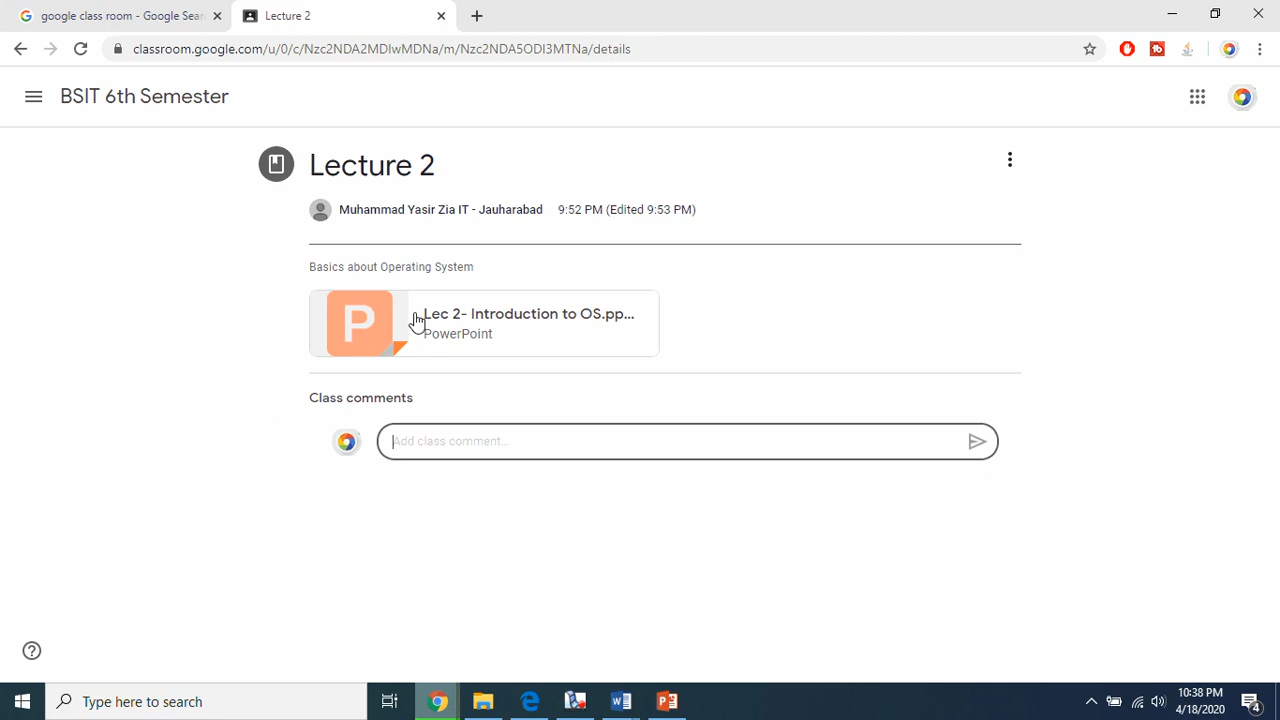 google class room - Google Sear
Lecture 2
classroom.google.com/u/0/c/Nzc2NDA2MDIwMDNa/m/Nzc2NDA5ODI3MTNa/details
BSIT 6th Semester
Lecture 2
Muhammad Yasir Zia IT - Jauharabad 9:52 PM (Edited 9:53 PM)
Basics about Operating System
P
Lec 2- Introduction to OS.pp...
PowerPoint
Class comments
Add class comment...
Type here to search
10:38 PM
4/18/2020
4